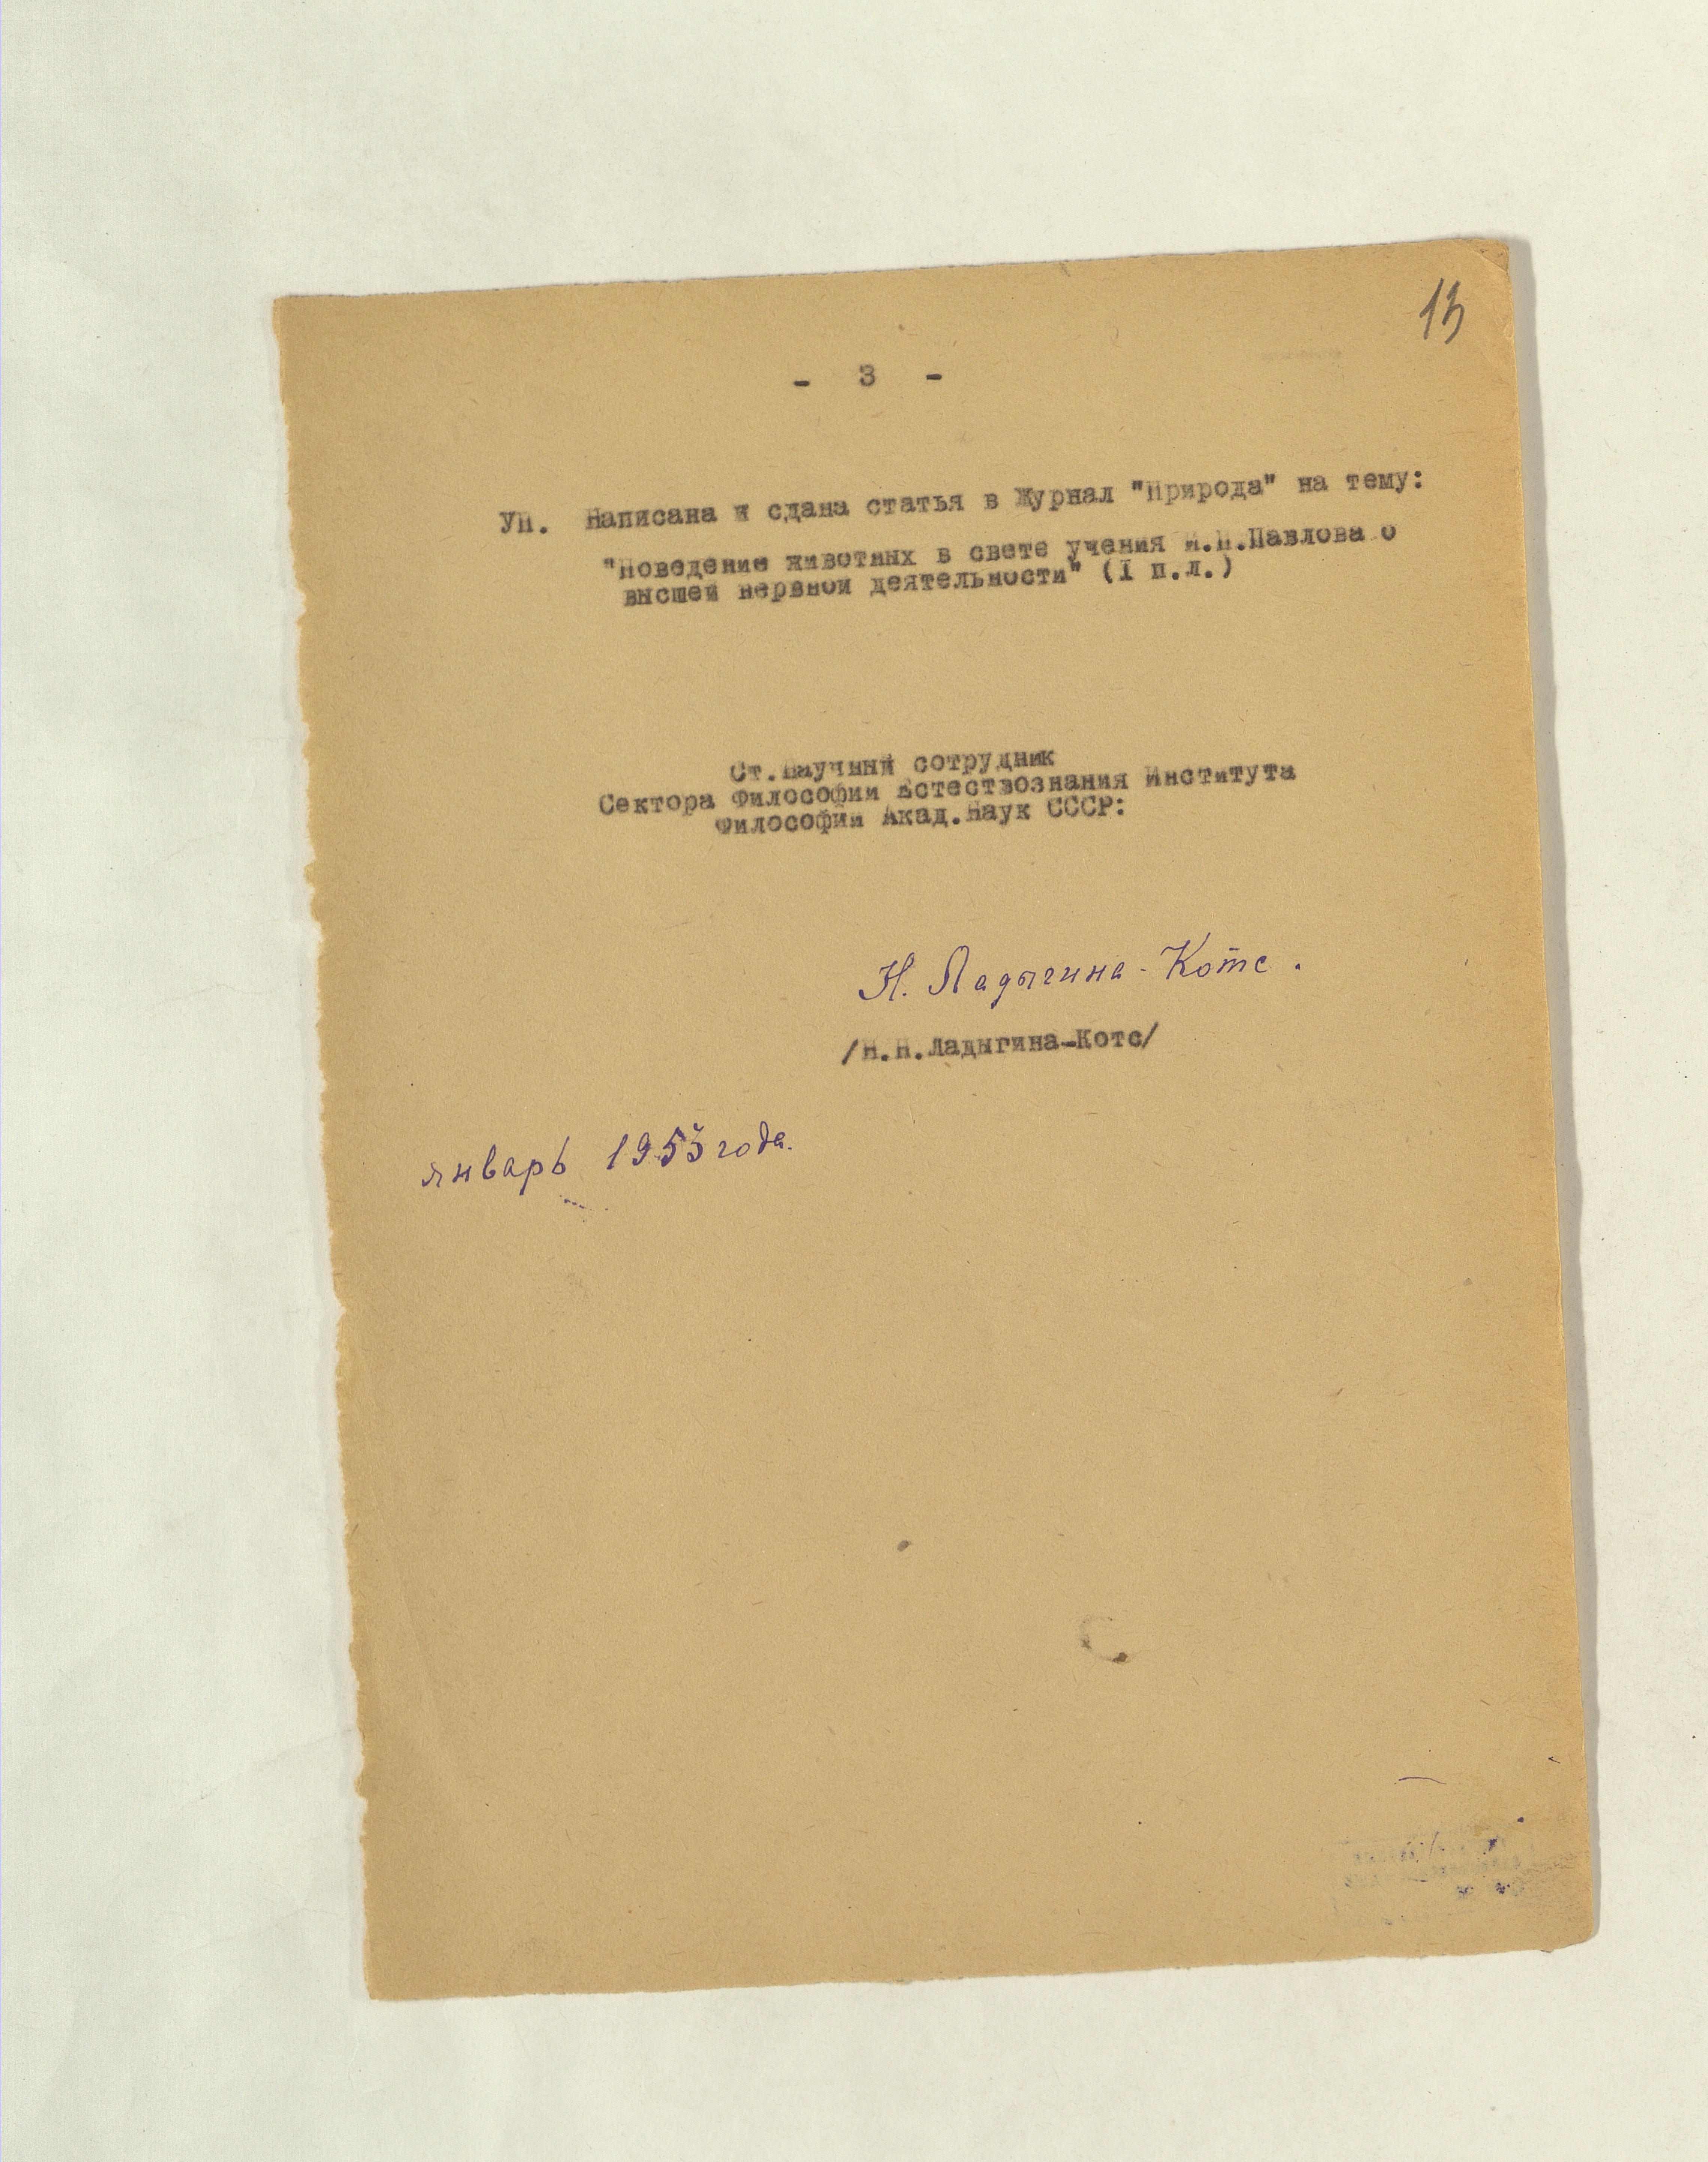 13
- 3 -
УП. Написана и сдана статья в Журнал "Природа" на тему:
"Поведение животных в свете учения И.П.Павлова о
высшей нервной деятельности" (I п.л.)
Ст.Научный сотрудник
Сектора Философии Естествознания Института
Философии Акад.Наук СССР:
Н. Ладыгина-Котс.
/Н.Н.Ладыгина-Котс/
январь 1953 года.